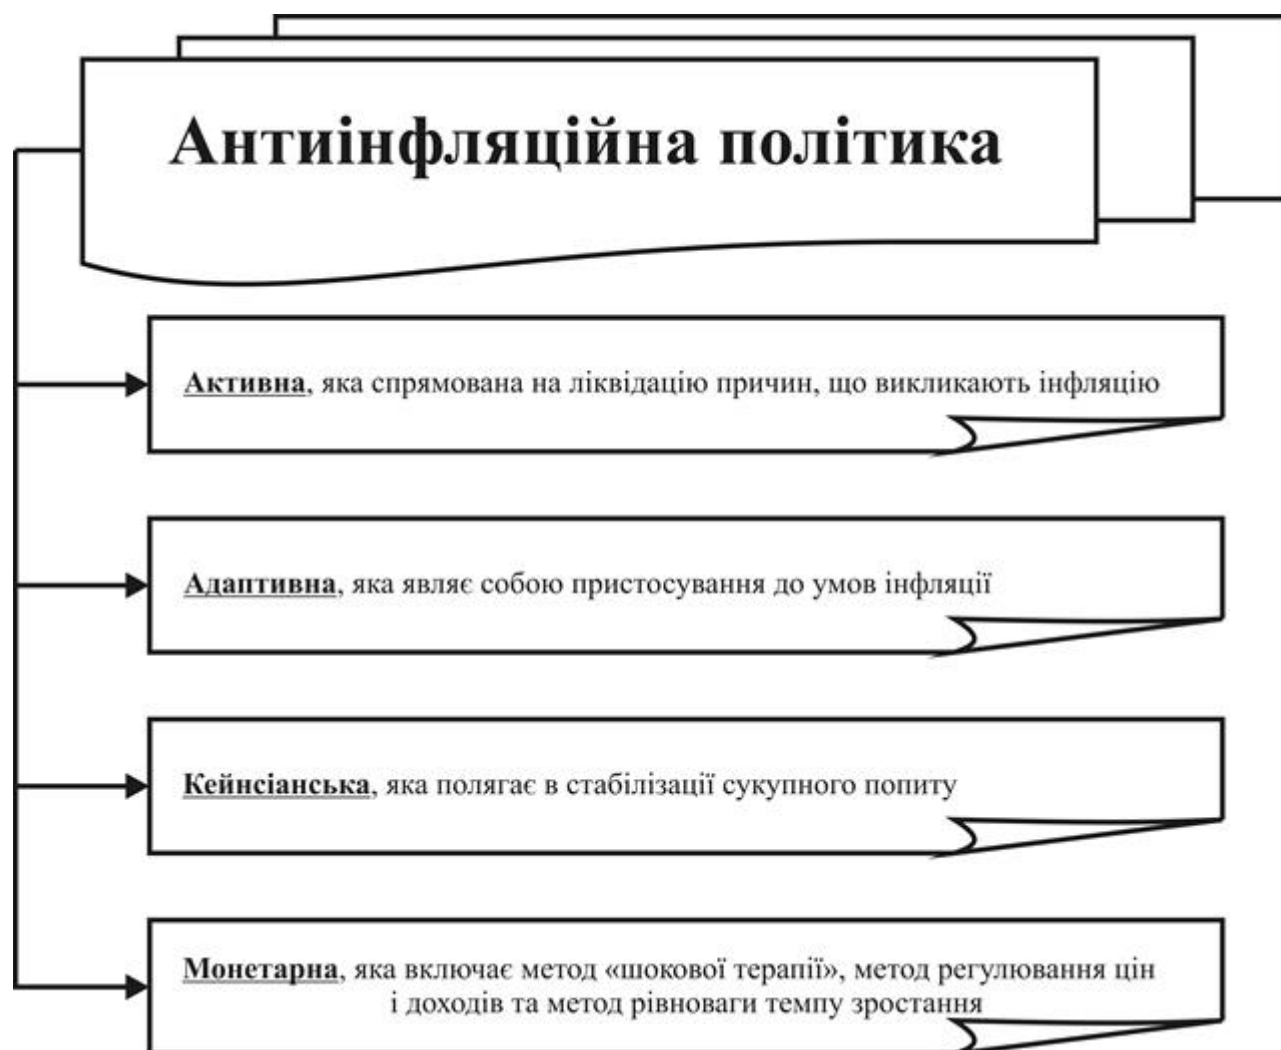 Антиінфляційна політика
Активна, яка спрямована на ліквідацію причин, що викликають інфляцію
Адаптивна, яка являє собою пристосування до умов інфляції
Кейнсіанська, яка полягає в стабілізації сукупного попиту
Монетарна, яка включає метод «шокової терапії», метод регулювання цін
і доходів та метод рівноваги темпу зростання